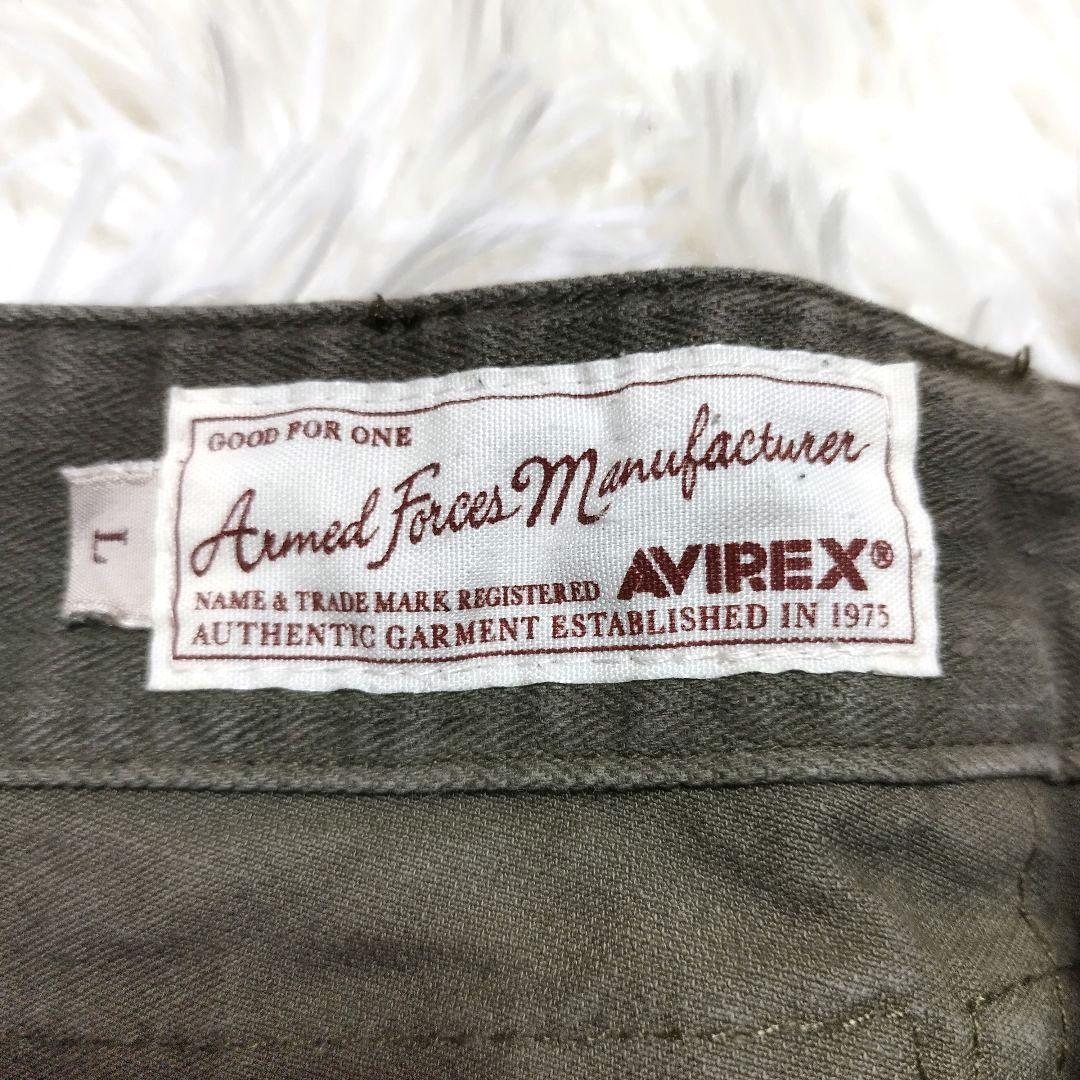 GOOD FOR ONE
Armed Forces Manufacturer
AVIREX®
NAME & TRADE MARK REGISTERED
AUTHENTIC GARMENT ESTABLISHED IN 1975
L